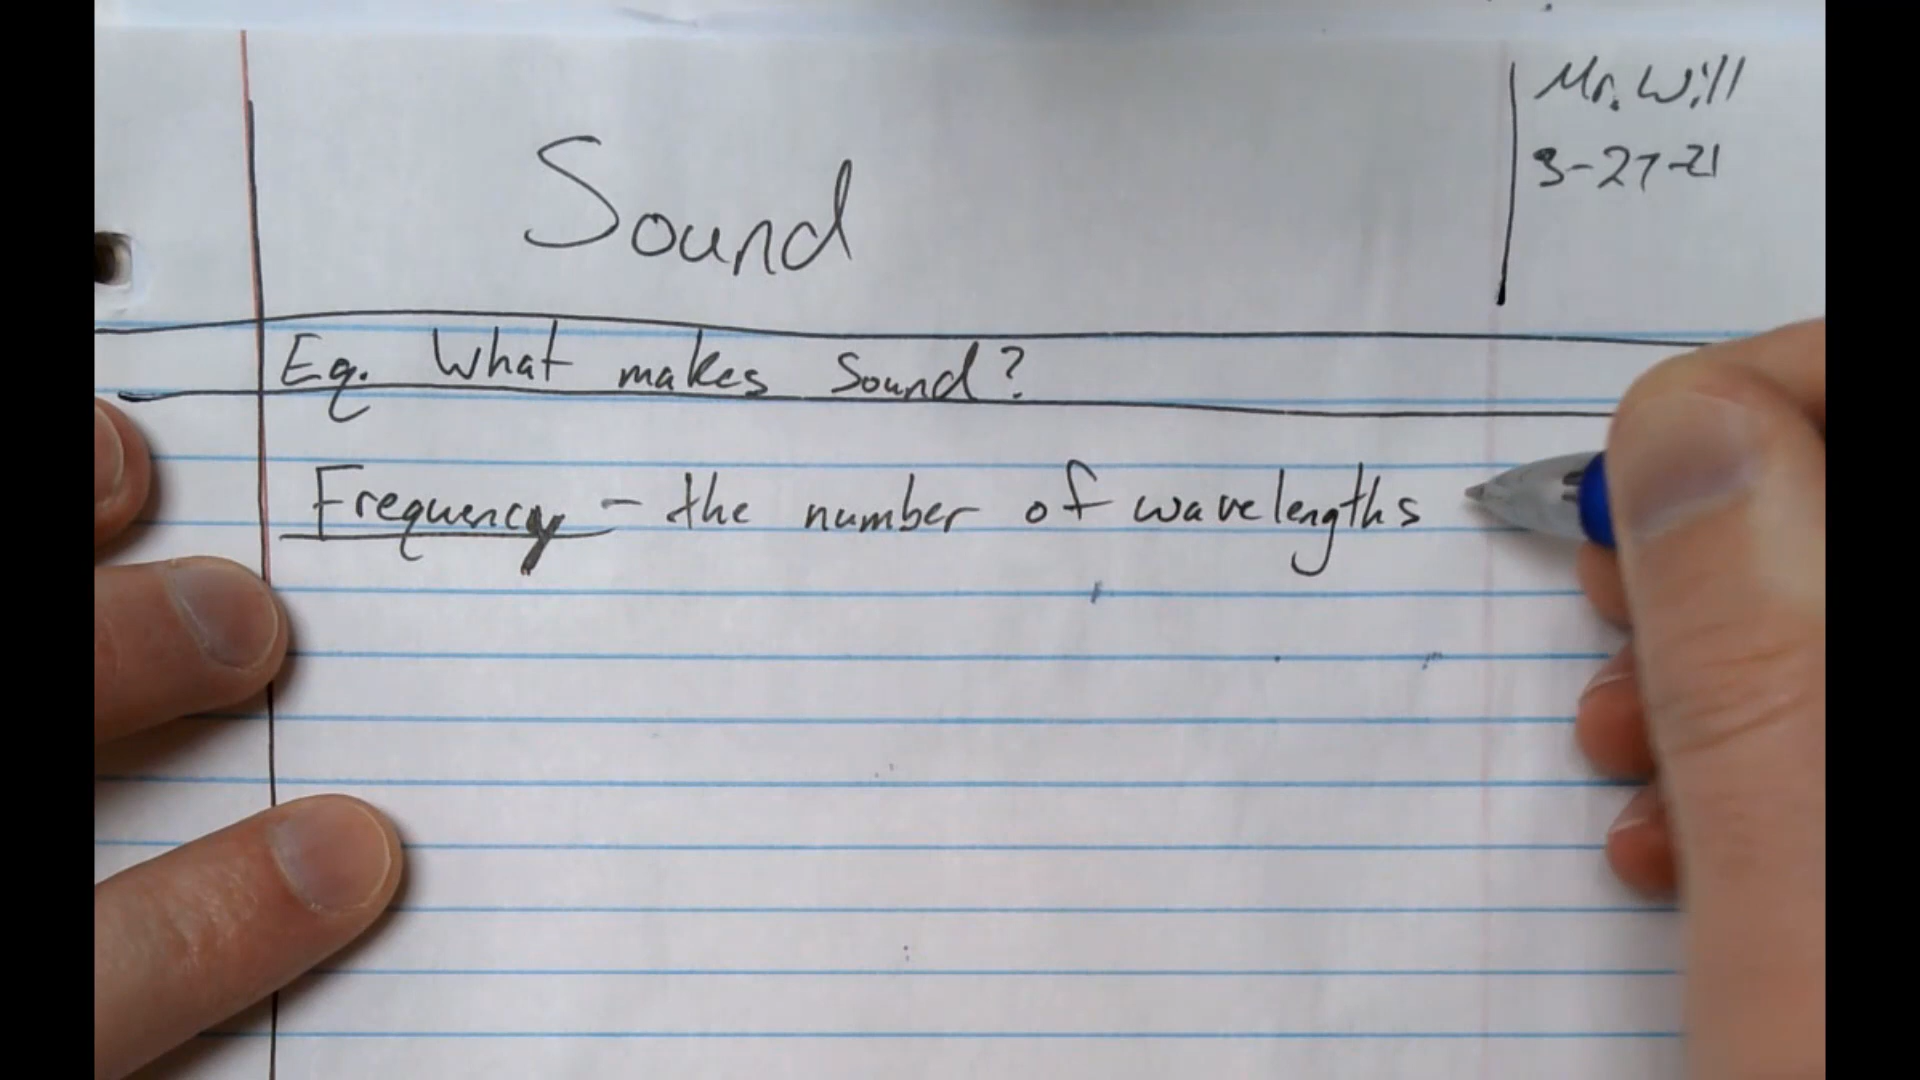 Mr. Will
3-27-21
Sound
Eq. What makes Sound?
Frequency - the number of wavelengths